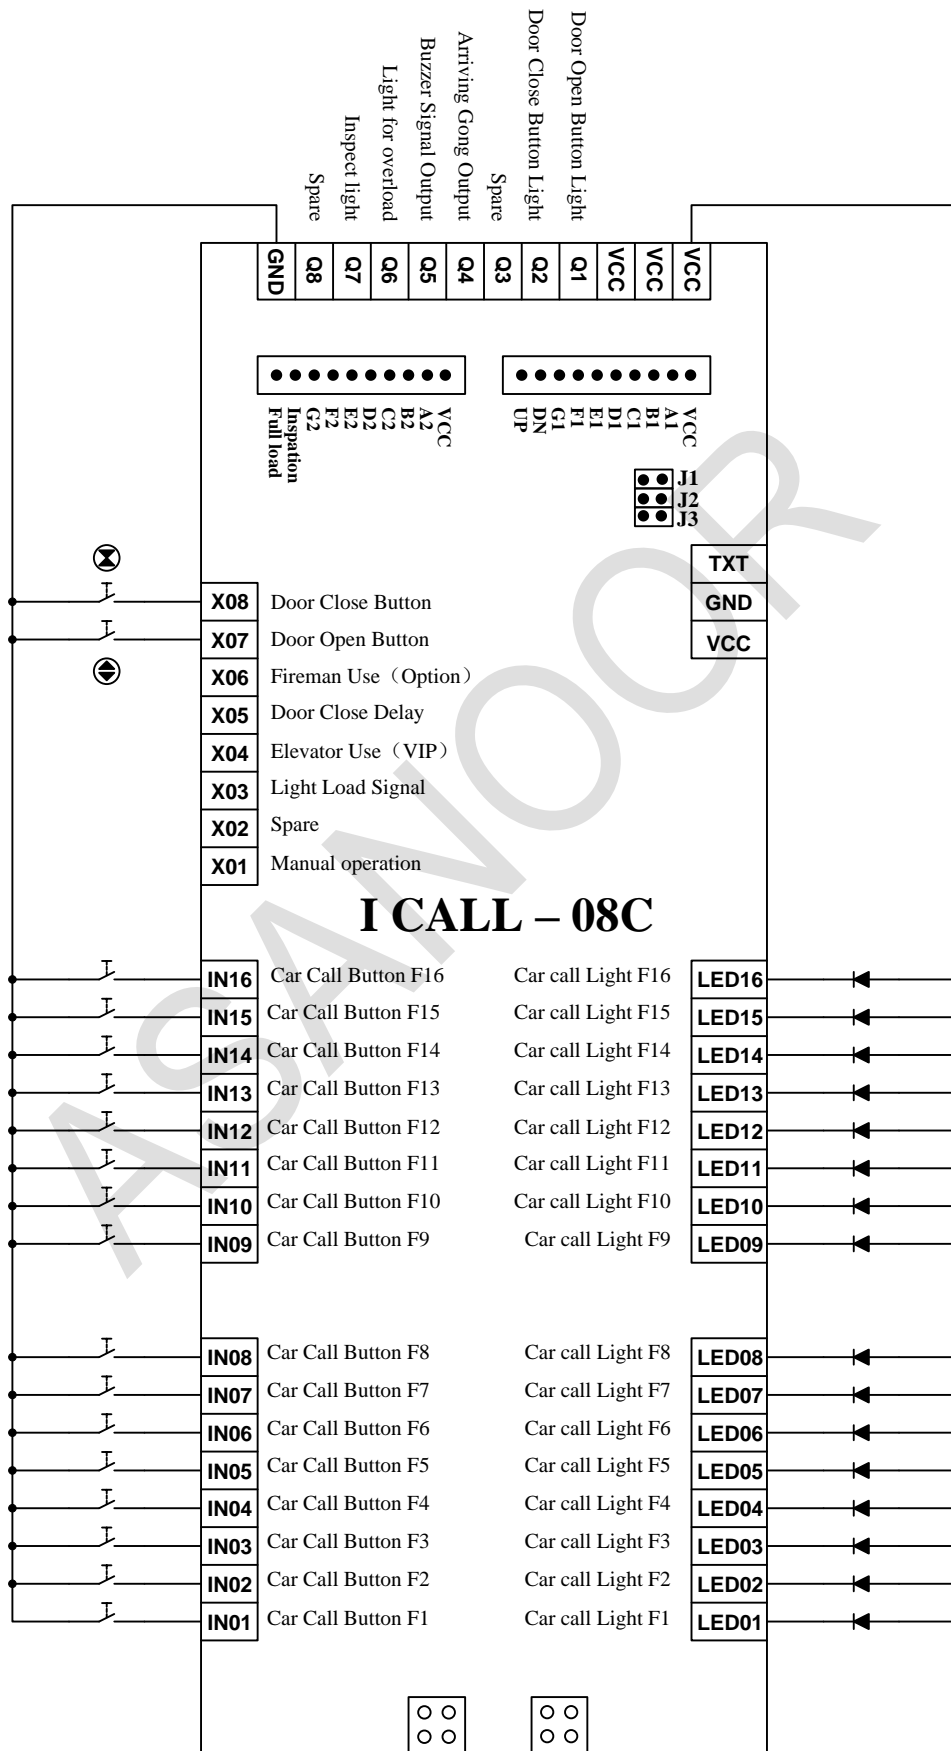 Spare
Inspect light
Light for overload
Buzzer Signal Output
Arriving Gong Output
Spare
Door Close Button Light
Door Open Button Light
GND
Q8
Q7
Q6
Q5
Q4
Q3
Q2
Q1
VCC
VCC
VCC
Full load
Inspation
G2
F2
E2
D2
C2
B2
A2
VCC
UP
DN
G1
F1
E1
D1
C1
B1
A1
VCC
J1
J2
J3
TXT
GND
VCC
X08 Door Close Button
X07 Door Open Button
X06 Fireman Use（Option）
X05 Door Close Delay
X04 Elevator Use（VIP）
X03 Light Load Signal
X02 Spare
X01 Manual operation
I CALL – 08C
IN16 Car Call Button F16 Car call Light F16 LED16
IN15 Car Call Button F15 Car call Light F15 LED15
IN14 Car Call Button F14 Car call Light F14 LED14
IN13 Car Call Button F13 Car call Light F13 LED13
IN12 Car Call Button F12 Car call Light F12 LED12
IN11 Car Call Button F11 Car call Light F11 LED11
IN10 Car Call Button F10 Car call Light F10 LED10
IN09 Car Call Button F9 Car call Light F9 LED09
IN08 Car Call Button F8 Car call Light F8 LED08
IN07 Car Call Button F7 Car call Light F7 LED07
IN06 Car Call Button F6 Car call Light F6 LED06
IN05 Car Call Button F5 Car call Light F5 LED05
IN04 Car Call Button F4 Car call Light F4 LED04
IN03 Car Call Button F3 Car call Light F3 LED03
IN02 Car Call Button F2 Car call Light F2 LED02
IN01 Car Call Button F1 Car call Light F1 LED01
ASANOOR